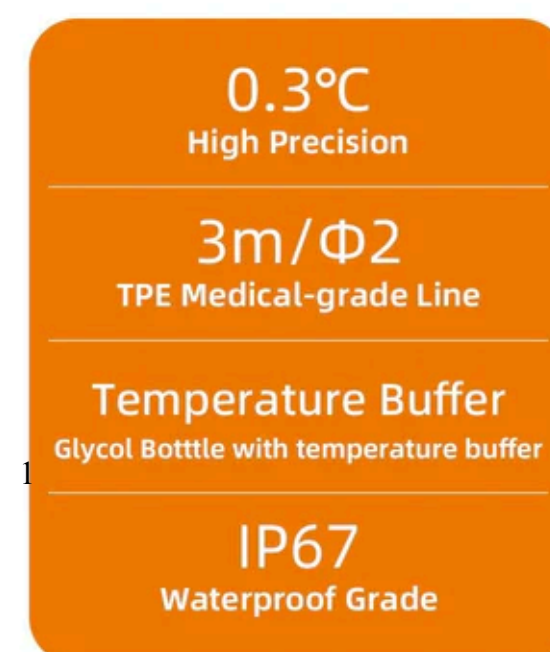 0.3℃
High Precision
3m/Φ2
TPE Medical-grade Line
Temperature Buffer
Glycol Botttle with temperature buffer
1
IP67
Waterproof Grade